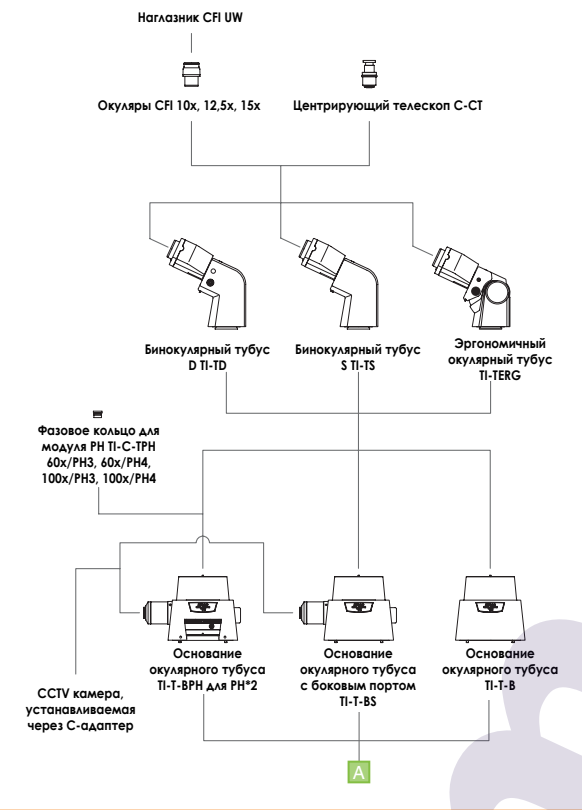 Наглазник CFI UW
Окуляры CFI 10x, 12,5x, 15x
Центрирующий телескоп C-CT
Бинокулярный тубус
D TI-TD
Бинокулярный тубус
S TI-TS
Эргономичный
окулярный тубус
TI-TERG
Фазовое кольцо для
модуля PH TI-C-TPH
60x/PH3, 60x/PH4,
100x/PH3, 100x/PH4
Основание
окулярного тубуса
TI-T-BPH для PH*2
Основание
окулярного тубуса
с боковым портом
TI-T-BS
Основание
окулярного тубуса
TI-T-B
CCTV камера,
устанавливаемая
через С-адаптер
A